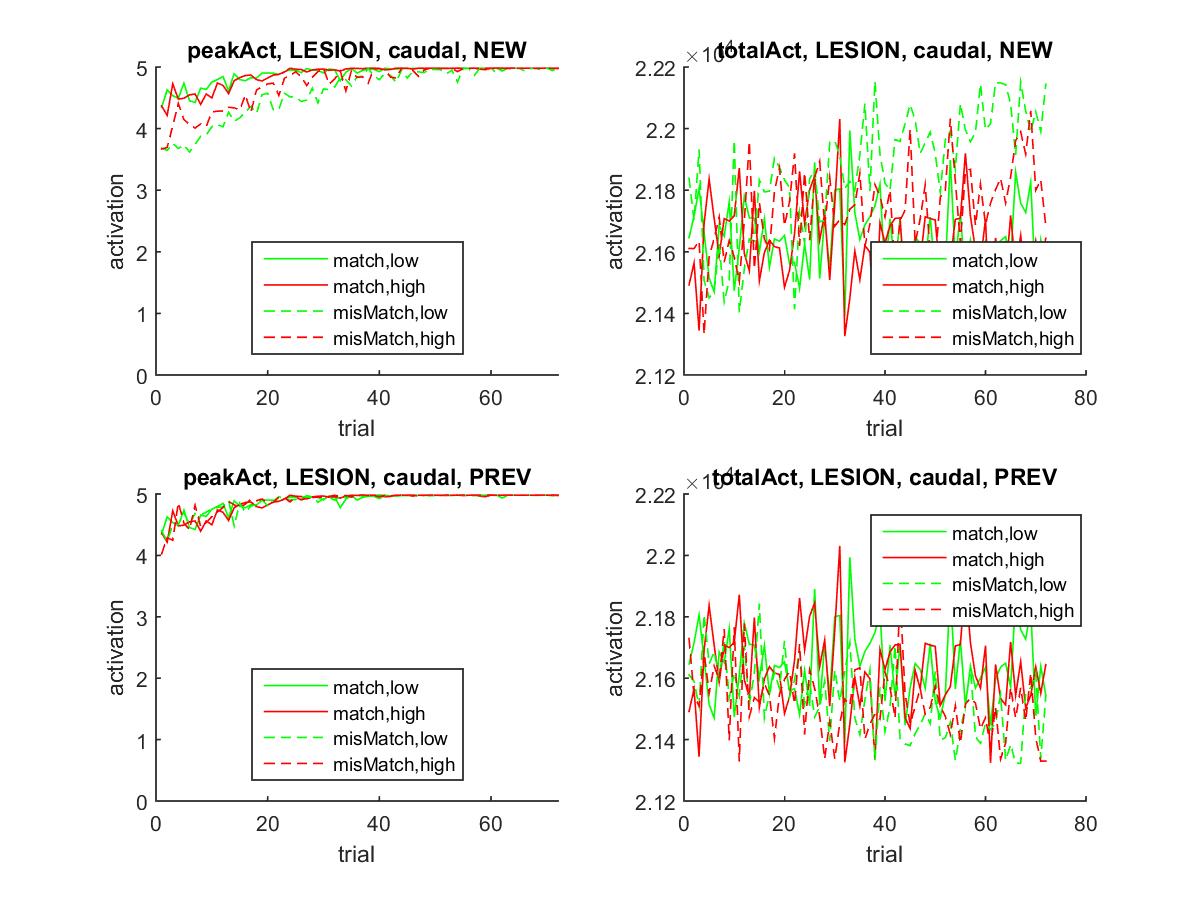 peakAct, LESION, caudal, NEW
5
4
3
2
1
0
activation
match,low
match,high
misMatch,low
misMatch,high
0 20 40 60
trial
totalAct, LESION, caudal, NEW
×10^4
2.22
2.2
2.18
2.16
2.14
2.12
activation
match,low
match,high
misMatch,low
misMatch,high
0 20 40 60 80
trial
peakAct, LESION, caudal, PREV
5
4
3
2
1
0
activation
match,low
match,high
misMatch,low
misMatch,high
0 20 40 60
trial
totalAct, LESION, caudal, PREV
×10^4
2.22
2.2
2.18
2.16
2.14
2.12
activation
match,low
match,high
misMatch,low
misMatch,high
0 20 40 60 80
trial